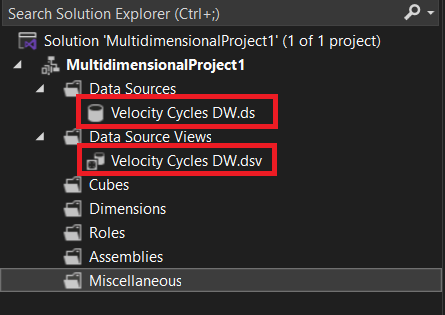 Search Solution Explorer (Ctrl+;)
Solution 'MultidimensionalProject1' (1 of 1 project)
MultidimensionalProject1
Data Sources
Velocity Cycles DW.ds
Data Source Views
Velocity Cycles DW.dsv
Cubes
Dimensions
Roles
Assemblies
Miscellaneous